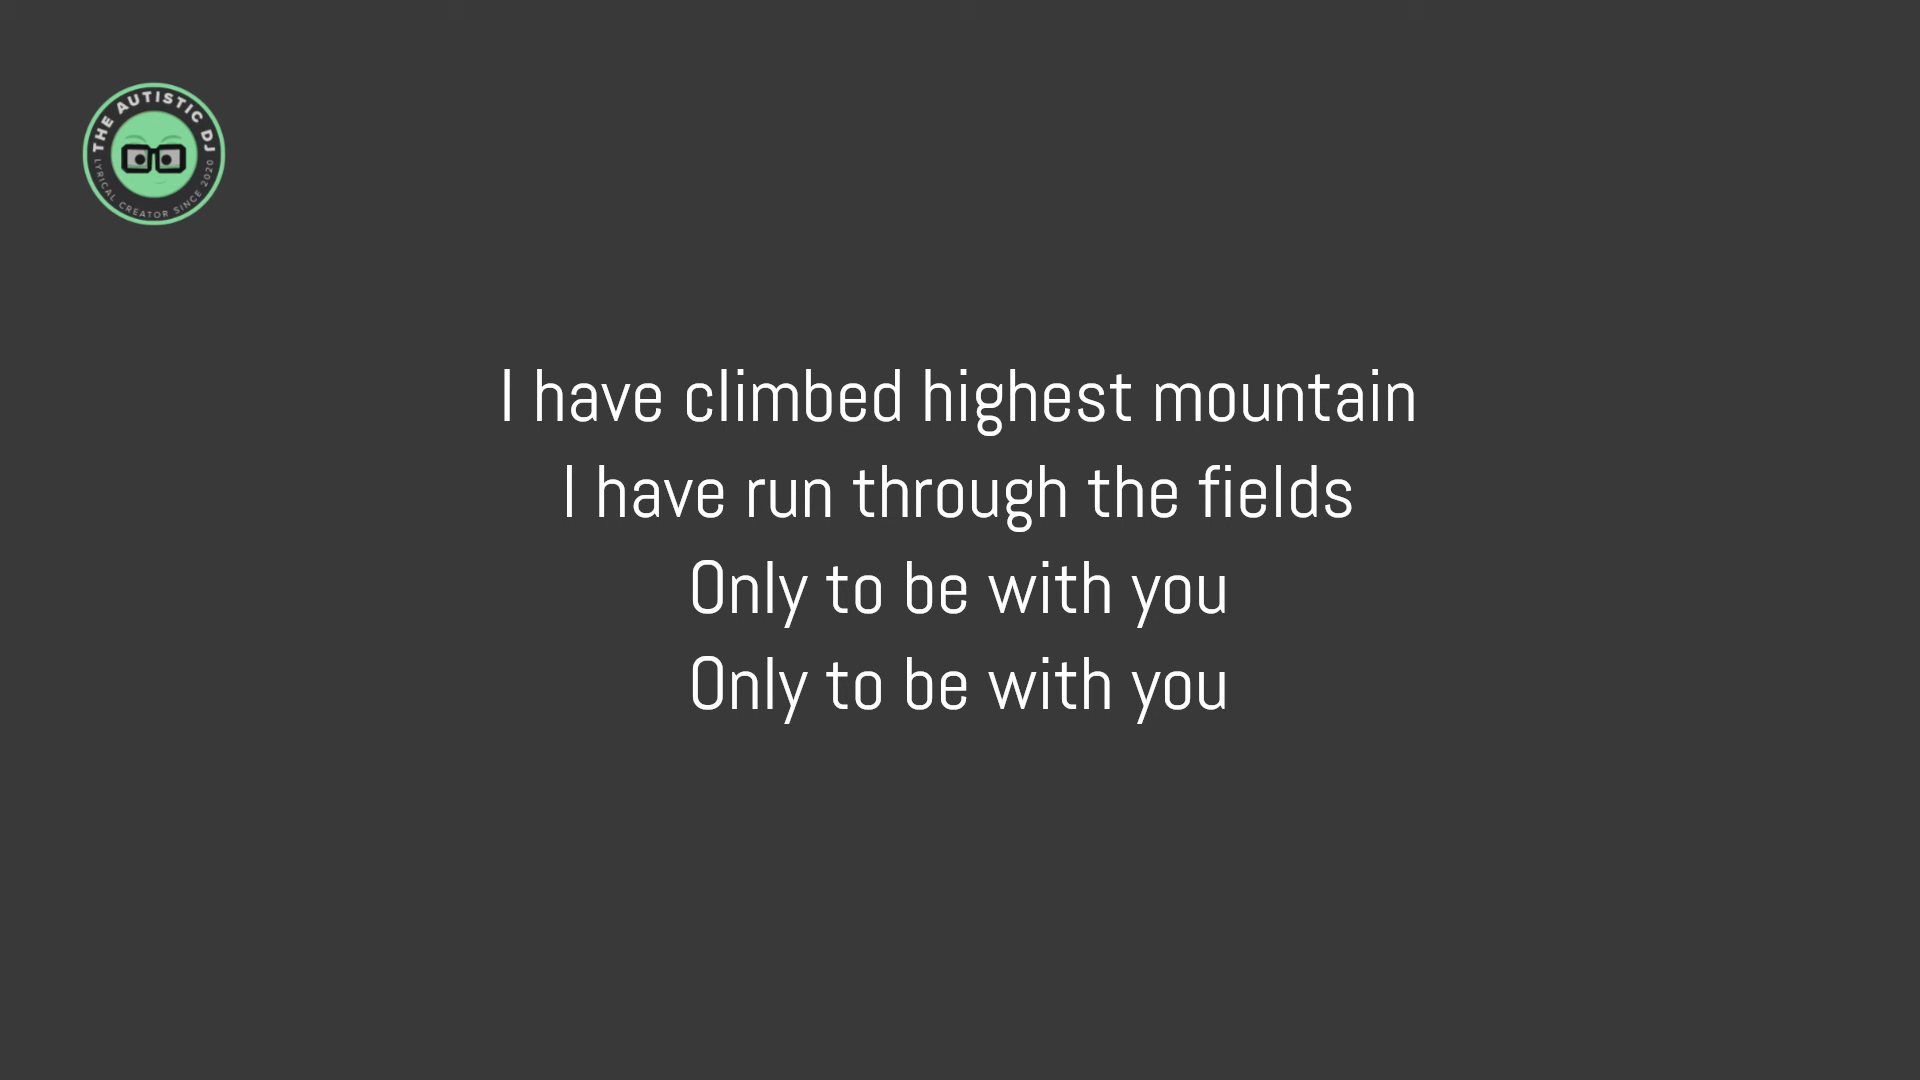 THE AUTISTIC DJ
LYRICAL CREATOR SINCE 2020
I have climbed highest mountain
I have run through the fields
Only to be with you
Only to be with you